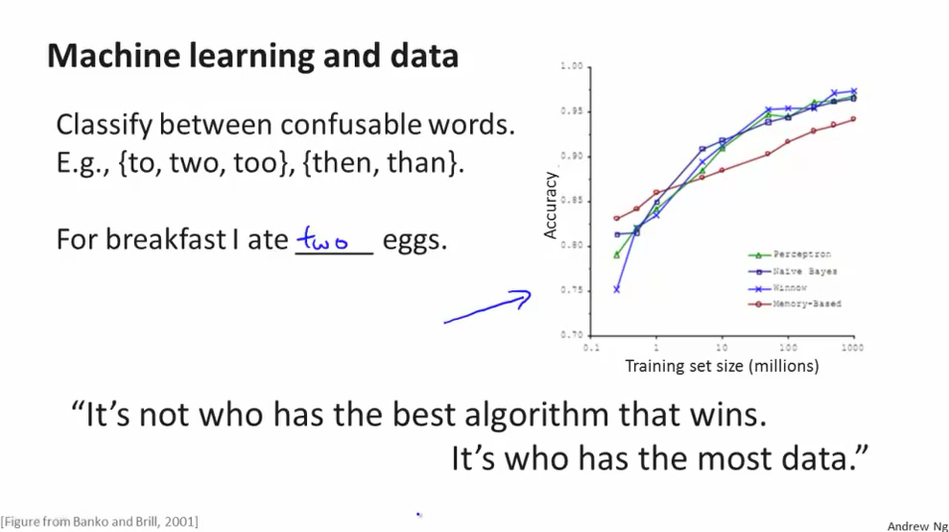 Machine learning and data
Classify between confusable words.
E.g., {to, two, too}, {then, than}.
For breakfast I ate two eggs.
1.00
0.95
0.90
0.85
0.80
0.75
0.70
Accuracy
Perceptron
Naive Bayes
Winnow
Memory-Based
0.1 1 10 100 1000
Training set size (millions)
“It’s not who has the best algorithm that wins.
It’s who has the most data.”
[Figure from Banko and Brill, 2001]
Andrew Ng